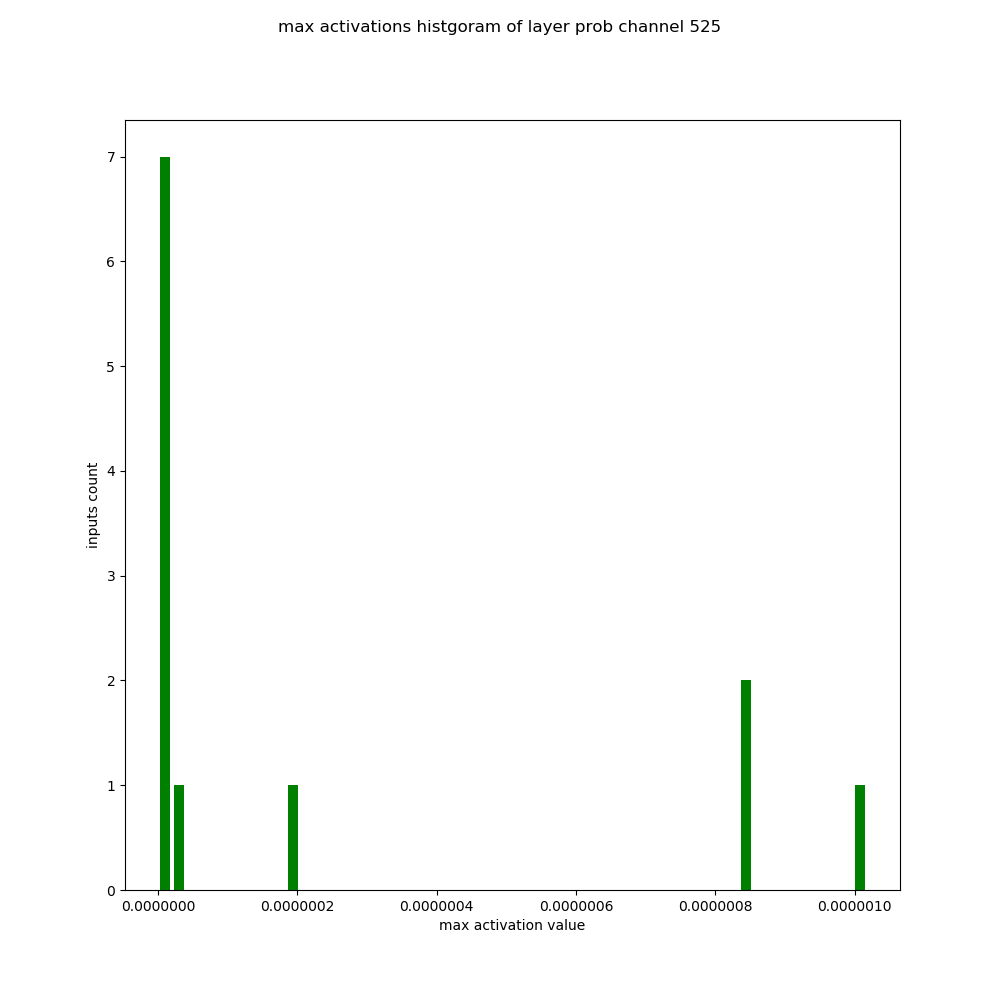 max activations histgoram of layer prob channel 525
7
6
5
4
3
2
1
0
inputs count
0.0000000 0.0000002 0.0000004 0.0000006 0.0000008 0.0000010
max activation value